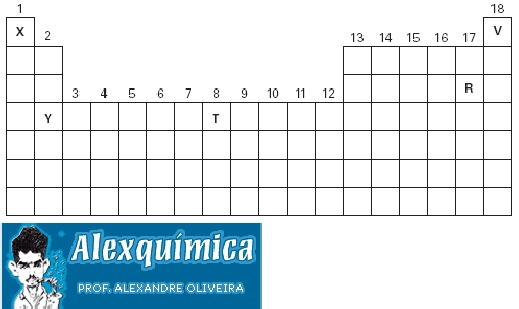 1 18
X V
2 13 14 15 16 17
R
3 4 5 6 7 8 9 10 11 12
Y T
Alexquímica
PROF. ALEXANDRE OLIVEIRA